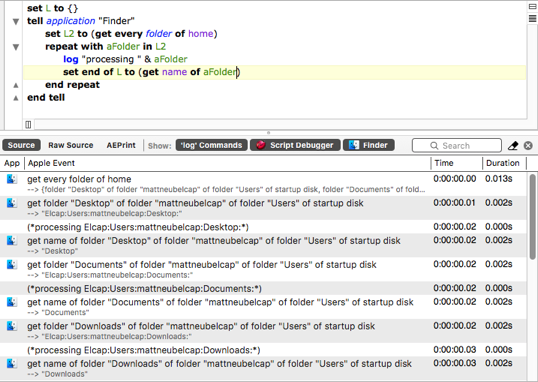 set L to {}
tell application "Finder"
set L2 to (get every folder of home)
repeat with aFolder in L2
log "processing " & aFolder
set end of L to (get name of aFolder)
end repeat
end tell
Source Raw Source AEPrint Show: 'log' Commands Script Debugger Finder Search
App Apple Event Time Duration
get every folder of home 0:00:00.00 0.013s
--> {folder "Desktop" of folder "mattneubelcap" of folder "Users" of startup disk, folder "Documents" of fold...
get folder "Desktop" of folder "mattneubelcap" of folder "Users" of startup disk 0:00:00.01 0.002s
--> "Elcap:Users:mattneubelcap:Desktop:"
(*processing Elcap:Users:mattneubelcap:Desktop:*) 0:00:00.02 0.000s
get name of folder "Desktop" of folder "mattneubelcap" of folder "Users" of startup disk 0:00:00.02 0.002s
--> "Desktop"
get folder "Documents" of folder "mattneubelcap" of folder "Users" of startup disk 0:00:00.02 0.002s
--> "Elcap:Users:mattneubelcap:Documents:"
(*processing Elcap:Users:mattneubelcap:Documents:*) 0:00:00.02 0.000s
get name of folder "Documents" of folder "mattneubelcap" of folder "Users" of startup disk 0:00:00.02 0.002s
--> "Documents"
get folder "Downloads" of folder "mattneubelcap" of folder "Users" of startup disk 0:00:00.02 0.002s
--> "Elcap:Users:mattneubelcap:Downloads:"
(*processing Elcap:Users:mattneubelcap:Downloads:*) 0:00:00.03 0.000s
get name of folder "Downloads" of folder "mattneubelcap" of folder "Users" of startup disk 0:00:00.03 0.002s
--> "Downloads"